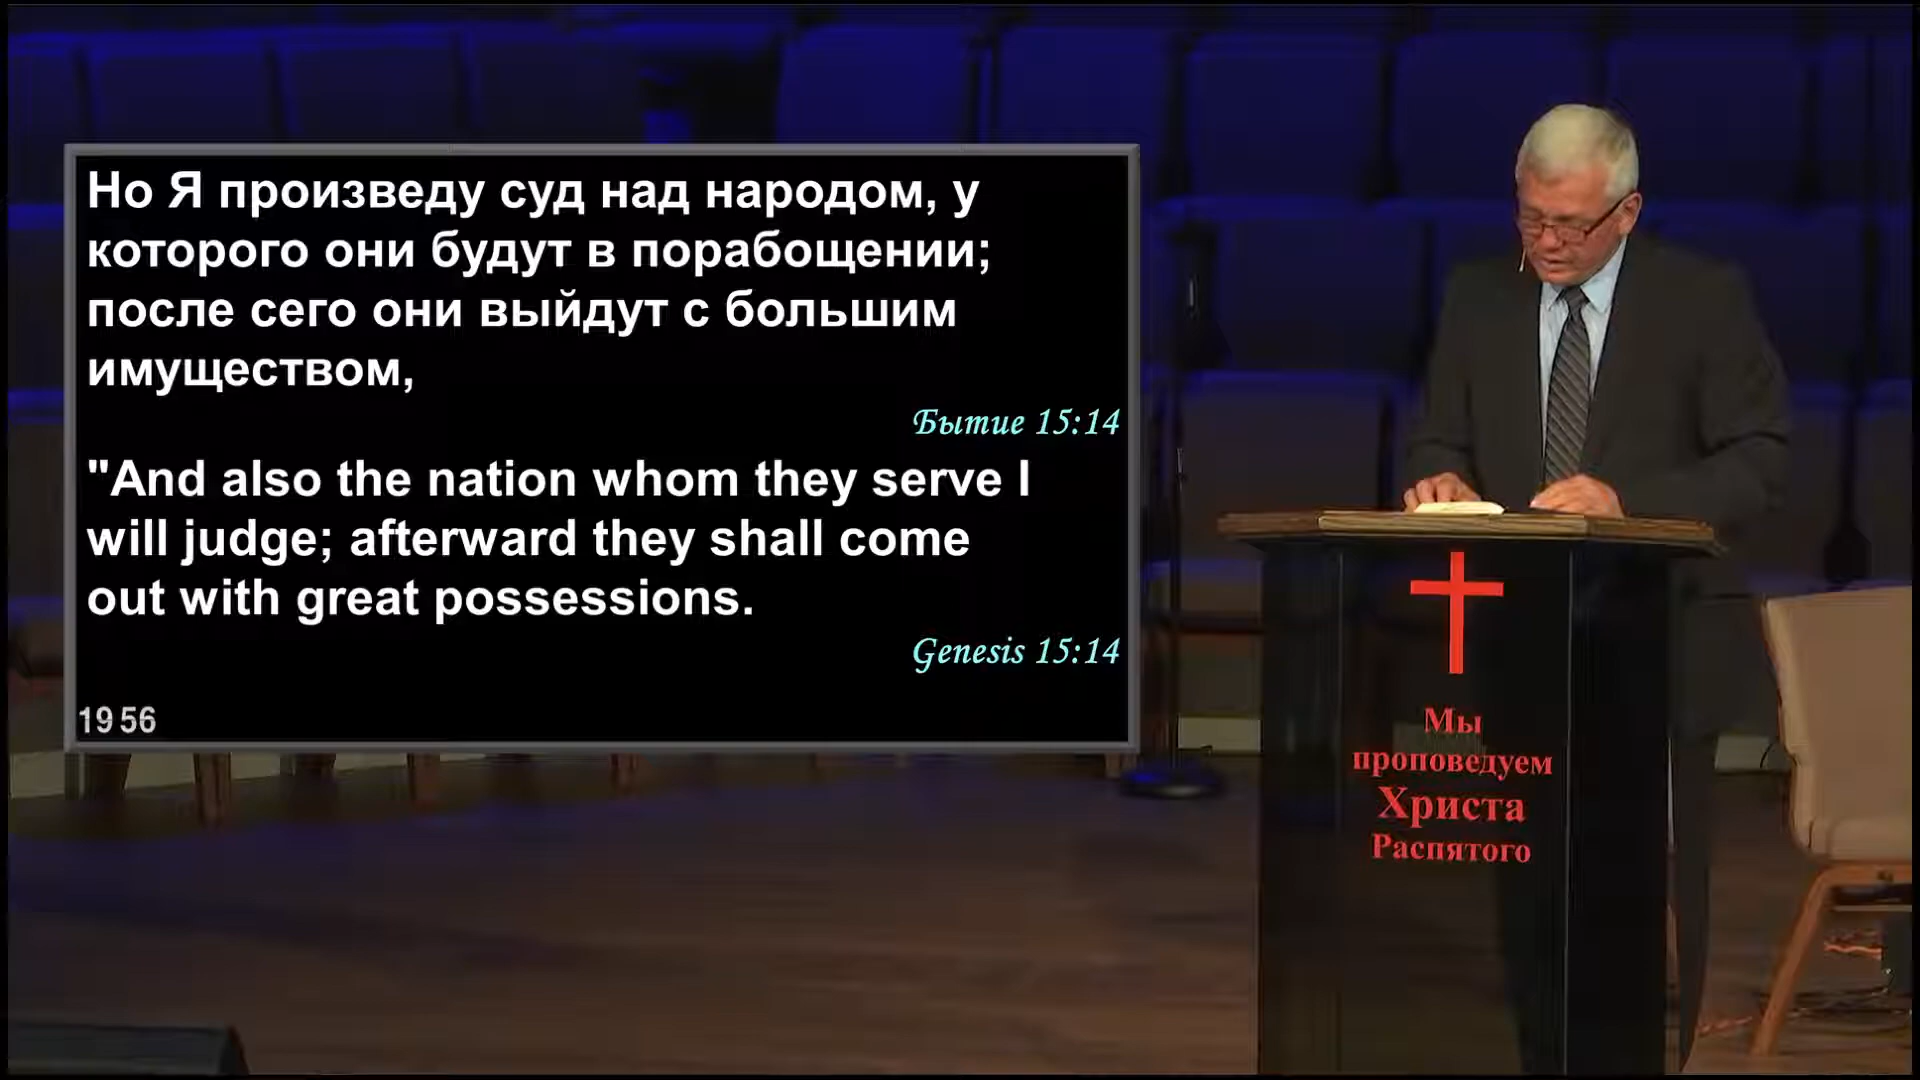 Но Я произведу суд над народом, у
которого они будут в порабощении;
после сего они выйдут с большим
имуществом,
Бытие 15:14
"And also the nation whom they serve I
will judge; afterward they shall come
out with great possessions.
Genesis 15:14
19 56
Мы
проповедуем
Христа
Распятого